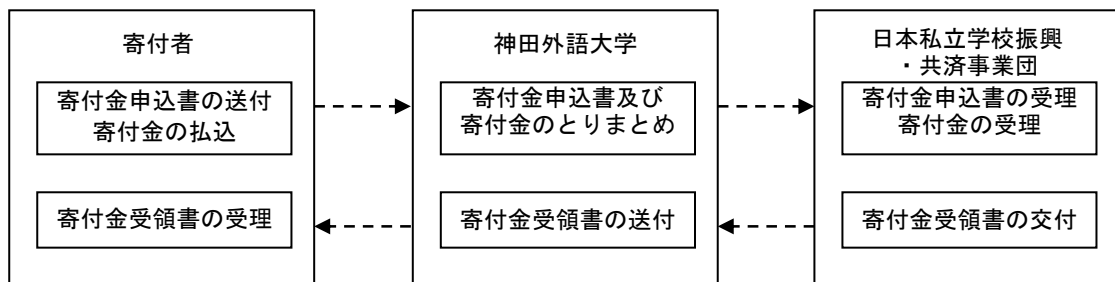 寄付者
寄付金申込書の送付
寄付金の払込
寄付金受領書の受理
神田外語大学
寄付金申込書及び
寄付金のとりまとめ
寄付金受領書の送付
日本私立学校振興
・共済事業団
寄付金申込書の受理
寄付金の受理
寄付金受領書の交付